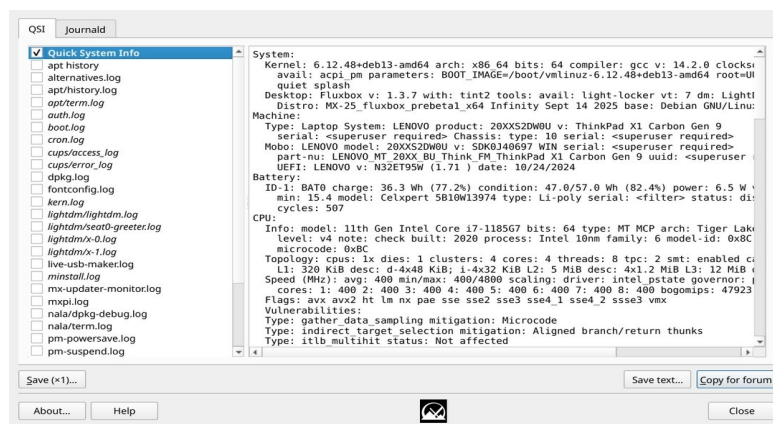 QSI
Journald
Quick System Info
apt history
alternatives.log
apt/history.log
apt/term.log
auth.log
boot.log
cron.log
cups/access_log
cups/error_log
dpkg.log
fontconfig.log
kern.log
lightdm/lightdm.log
lightdm/seat0-greeter.log
lightdm/x-0.log
lightdm/x-1.log
live-usb-maker.log
minstall.log
mx-updater-monitor.log
mxpi.log
nala/dpkg-debug.log
nala/term.log
pm-powersave.log
pm-suspend.log
System:
Kernel: 6.12.48+deb13-amd64 arch: x86_64 bits: 64 compiler: gcc v: 14.2.0 clocks
avail: acpi_pm parameters: BOOT_IMAGE=/boot/vmlinuz-6.12.48+deb13-amd64 root=U
quiet splash
Desktop: Fluxbox v: 1.3.7 with: tint2 tools: avail: light-locker vt: 7 dm: Light
Distro: MX-25_fluxbox_prebeta1_x64 Infinity Sept 14 2025 base: Debian GNU/Linu
Machine:
Type: Laptop System: LENOVO product: 20XXS2DW0U v: ThinkPad X1 Carbon Gen 9
serial: <superuser required> Chassis: type: 10 serial: <superuser required>
Mobo: LENOVO model: 20XXS2DW0U v: SDK0J40697 WIN serial: <superuser required>
part-nu: LENOVO_MT_20XX_BU_Think_FM_ThinkPad X1 Carbon Gen 9 uuid: <superuser
UEFI: LENOVO v: N32ET95W (1.71 ) date: 10/24/2024
Battery:
ID-1: BAT0 charge: 36.3 Wh (77.2%) condition: 47.0/57.0 Wh (82.4%) power: 6.5 W
min: 15.4 model: Celxpert 5B10W13974 type: Li-poly serial: <filter> status: di
cycles: 507
CPU:
Info: model: 11th Gen Intel Core i7-1185G7 bits: 64 type: MT MCP arch: Tiger Lak
level: v4 note: check built: 2020 process: Intel 10nm family: 6 model-id: 0x8C
microcode: 0xBC
Topology: cpus: 1x dies: 1 clusters: 4 cores: 4 threads: 8 tpc: 2 smt: enabled
L1: 320 KiB desc: d-4x48 KiB; i-4x32 KiB L2: 5 MiB desc: 4x1.2 MiB L3: 12 MiB
Speed (MHz): avg: 400 min/max: 400/4800 scaling: driver: intel_pstate governor:
cores: 1: 400 2: 400 3: 400 4: 400 5: 400 6: 400 7: 400 8: 400 bogomips: 47923
Flags: avx avx2 ht lm nx pae sse sse2 sse3 sse4_1 sse4_2 ssse3 vmx
Vulnerabilities:
Type: gather_data_sampling mitigation: Microcode
Type: indirect_target_selection mitigation: Aligned branch/return thunks
Type: itlb_multihit status: Not affected
Save (×1)...
Save text...
Copy for forum
About...
Help
Close